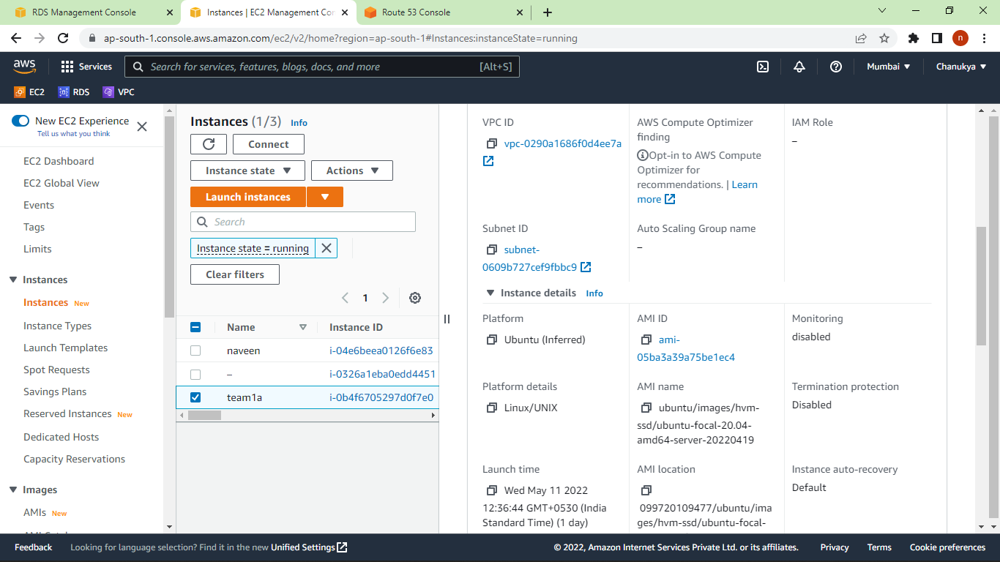 RDS Management Console
Instances | EC2 Management Con
Route 53 Console
ap-south-1.console.aws.amazon.com/ec2/v2/home?region=ap-south-1#Instances:instanceState=running
n
aws
Services
Search for services, features, blogs, docs, and more
[Alt+S]
Mumbai
Chanukya
EC2
RDS
VPC
New EC2 Experience
Tell us what you think
EC2 Dashboard
EC2 Global View
Events
Tags
Limits
Instances
Instances New
Instance Types
Launch Templates
Spot Requests
Savings Plans
Reserved Instances New
Dedicated Hosts
Capacity Reservations
Images
AMIs New
Instances (1/3) Info
Connect
Instance state
Actions
Launch instances
Search
Instance state = running
Clear filters
1
Name
Instance ID
naveen
i-04e6beea0126f6e83
–
i-0326a1eba0edd4451
team1a
i-0b4f6705297d0f7e0
VPC ID
vpc-0290a1686f0d4ee7a
AWS Compute Optimizer
finding
Opt-in to AWS Compute
Optimizer for
recommendations. | Learn
more
IAM Role
–
Subnet ID
subnet-
0609b727cef9fbbc9
Auto Scaling Group name
–
Instance details Info
Platform
Ubuntu (Inferred)
AMI ID
ami-
05ba3a39a75be1ec4
Monitoring
disabled
Platform details
Linux/UNIX
AMI name
ubuntu/images/hvm-
ssd/ubuntu-focal-20.04-
amd64-server-20220419
Termination protection
Disabled
Launch time
Wed May 11 2022
12:36:44 GMT+0530 (India
Standard Time) (1 day)
AMI location
099720109477/ubuntu/ima
ges/hvm-ssd/ubuntu-focal-
Instance auto-recovery
Default
Feedback
Looking for language selection? Find it in the new Unified Settings
© 2022, Amazon Internet Services Private Ltd. or its affiliates.
Privacy
Terms
Cookie preferences